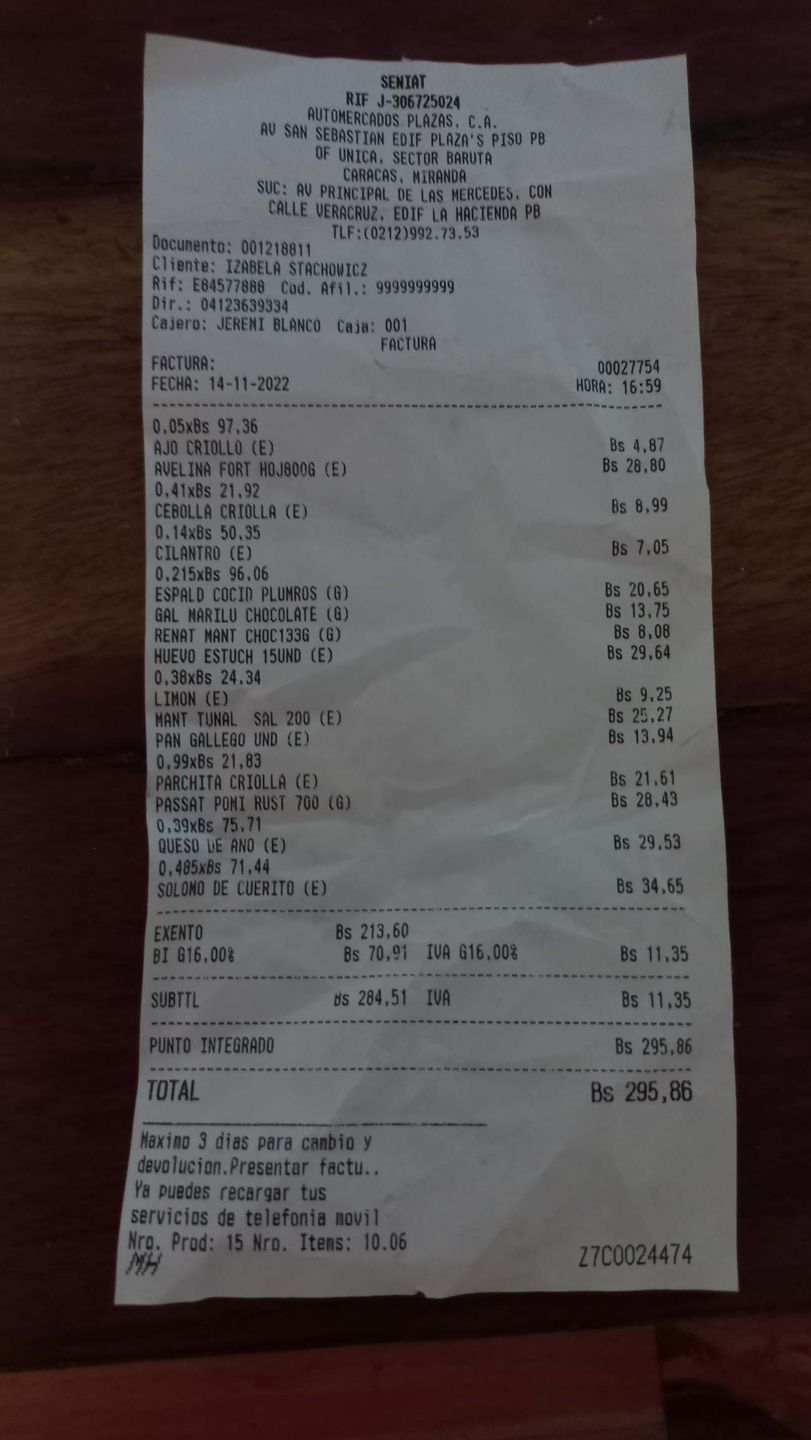 SENIAT
RIF J-306725024
AUTOMERCADOS PLAZAS, C.A.
AV SAN SEBASTIAN EDIF PLAZA'S PISO PB
OF UNICA, SECTOR BARUTA
CARACAS, MIRANDA
SUC: AV PRINCIPAL DE LAS MERCEDES, CON
CALLE VERACRUZ, EDIF LA HACIENDA PB
TLF:(0212)992.73.53
Documento: 001218811
Cliente: IZABELA STACHOWICZ
Rif: E84577888 Cod. Afil.: 9999999999
Dir.: 04123639334
Cajero: JEREMI BLANCO Caja: 001
FACTURA
FACTURA: 00027754
FECHA: 14-11-2022 HORA: 16:59
0,05xBs 97,36
AJO CRIOLLO (E) Bs 4,87
AVELINA FORT HOJ800G (E) Bs 28,80
0,41xBs 21,92
CEBOLLA CRIOLLA (E) Bs 8,99
0,14xBs 50,35
CILANTRO (E) Bs 7,05
0,215xBs 96,06
ESPALD COCID PLUMROS (G) Bs 20,65
GAL MARILU CHOCOLATE (G) Bs 13,75
RENAT MANT CHOC133G (G) Bs 8,08
HUEVO ESTUCH 15UND (E) Bs 29,64
0,38xBs 24,34
LIMON (E) Bs 9,25
MANT TUNAL SAL 200 (E) Bs 25,27
PAN GALLEGO UND (E) Bs 13,94
0,99xBs 21,83
PARCHITA CRIOLLA (E) Bs 21,61
PASSAT POMI RUST 700 (G) Bs 28,43
0,39xBs 75,71
QUESO DE ANO (E) Bs 29,53
0,485xBs 71,44
SOLOMO DE CUERITO (E) Bs 34,65
EXENTO Bs 213,60
BI G16,00% Bs 70,91 IVA G16,00% Bs 11,35
SUBTTL Bs 284,51 IVA Bs 11,35
PUNTO INTEGRADO Bs 295,86
TOTAL Bs 295,86
Maximo 3 dias para cambio y
devolucion.Presentar factu..
Ya puedes recargar tus
servicios de telefonia movil
Nro. Prod: 15 Nro. Items: 10.06
MH Z7C0024474